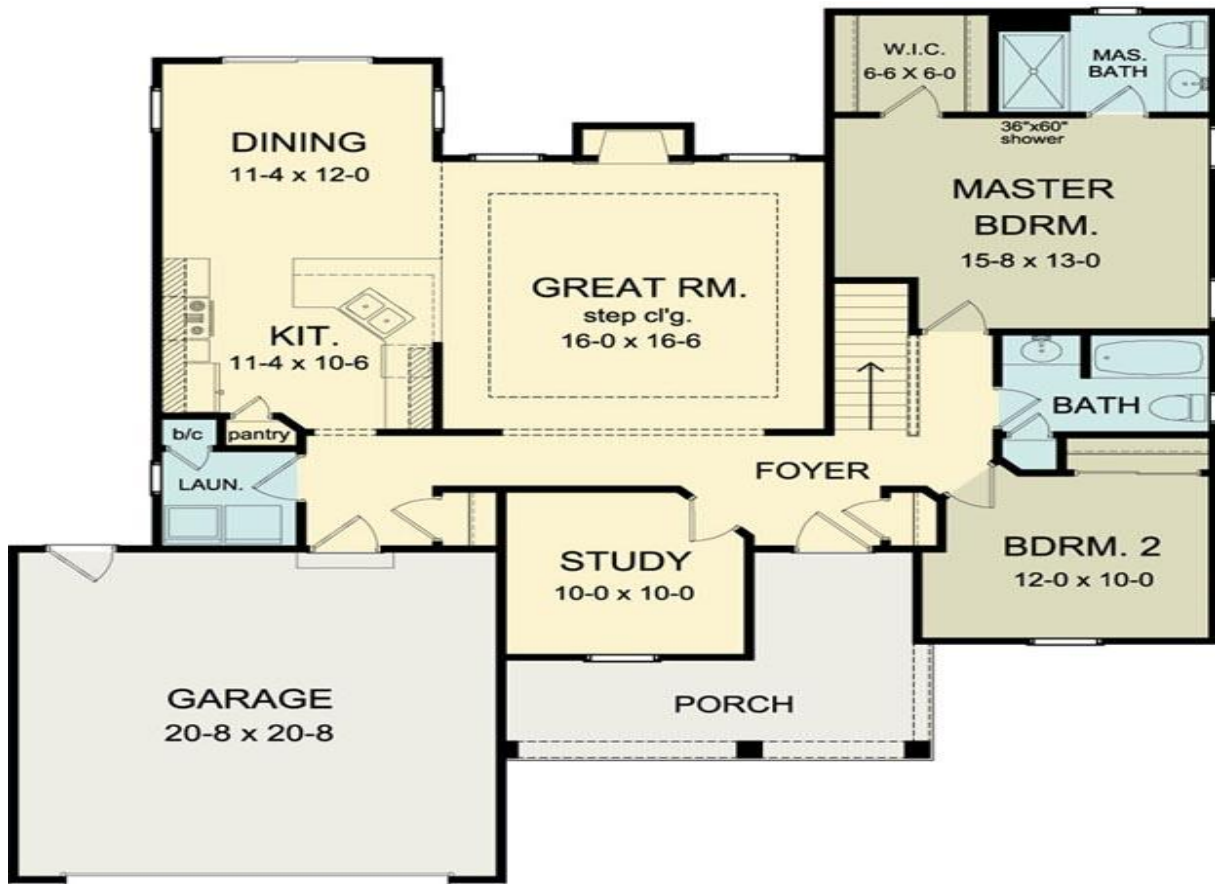 W.I.C.
6-6 X 6-0
MAS.
BATH
36"x60"
shower
DINING
11-4 x 12-0
MASTER
BDRM.
15-8 x 13-0
GREAT RM.
step cl'g.
16-0 x 16-6
KIT.
11-4 x 10-6
BATH
b/c
pantry
FOYER
LAUN.
STUDY
10-0 x 10-0
BDRM. 2
12-0 x 10-0
GARAGE
20-8 x 20-8
PORCH